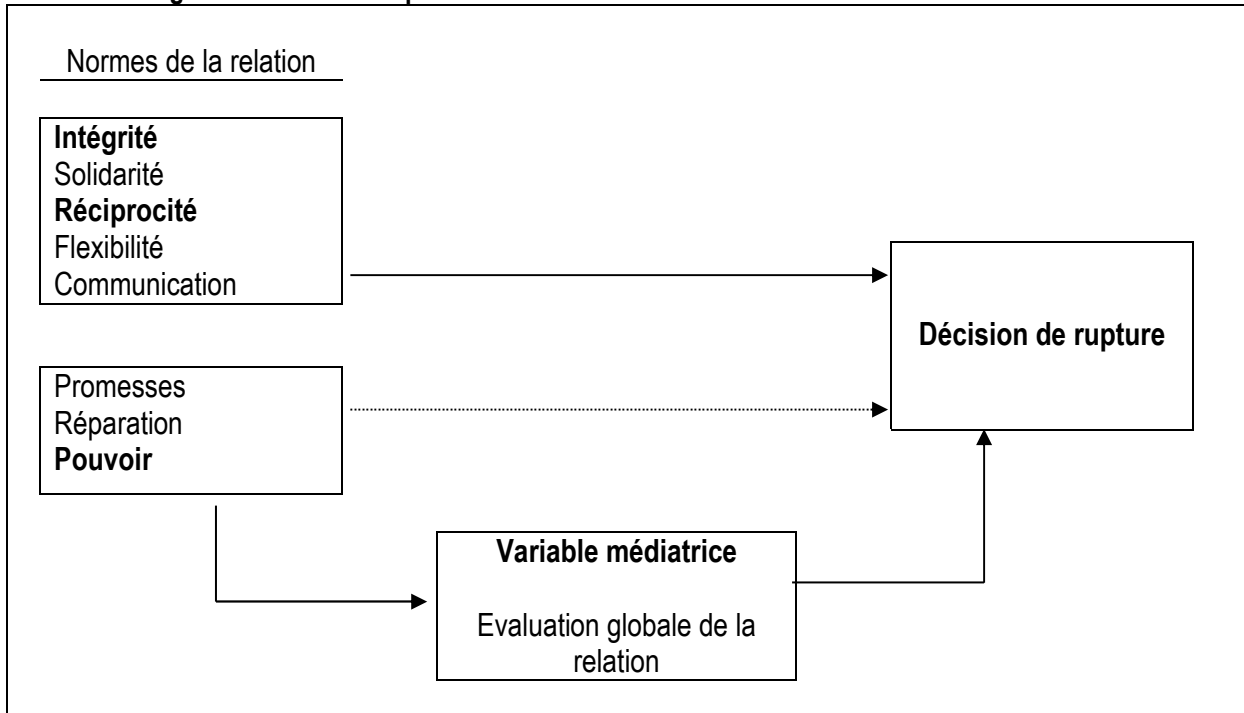 Normes de la relation
Intégrité
Solidarité
Réciprocité
Flexibilité
Communication
Décision de rupture
Promesses
Réparation
Pouvoir
Variable médiatrice
Evaluation globale de la
relation